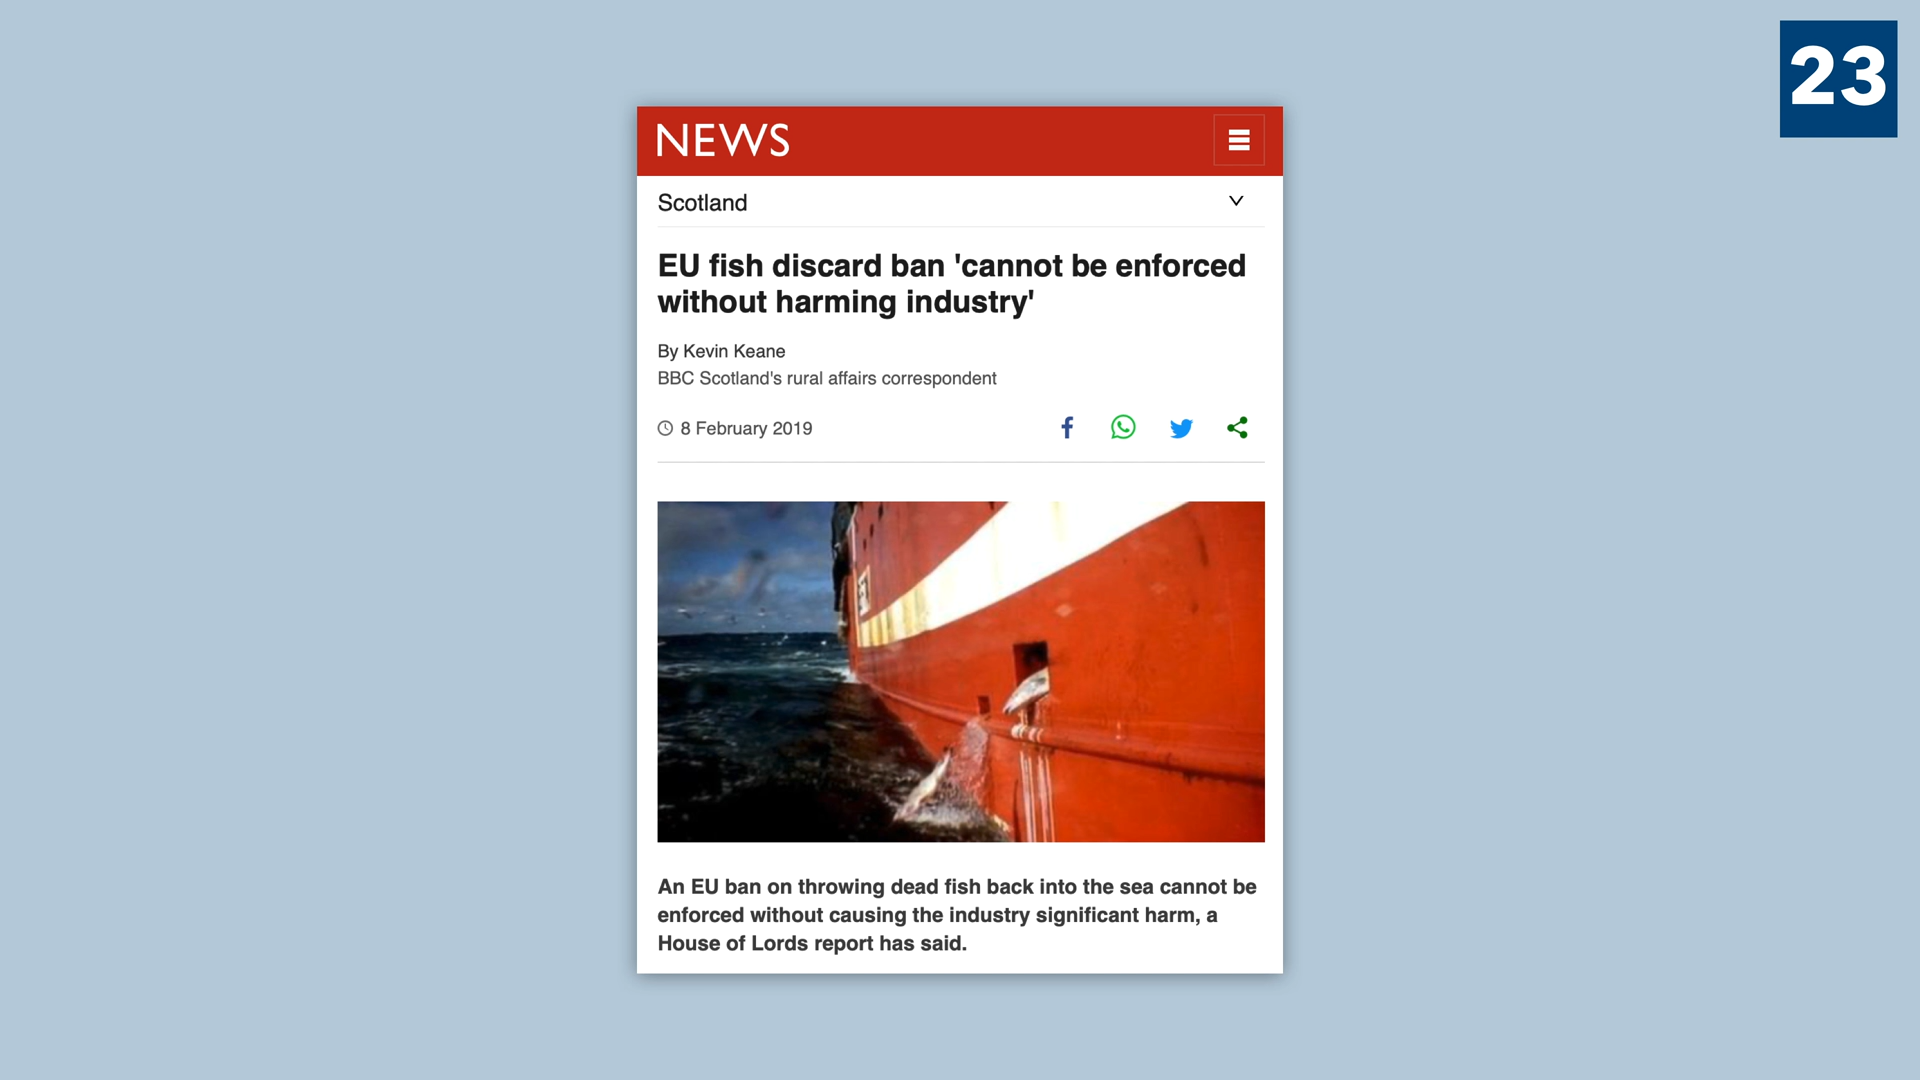 23
NEWS
Scotland
EU fish discard ban 'cannot be enforced
without harming industry'
By Kevin Keane
BBC Scotland's rural affairs correspondent
8 February 2019
An EU ban on throwing dead fish back into the sea cannot be
enforced without causing the industry significant harm, a
House of Lords report has said.